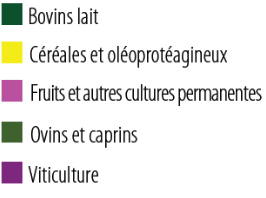 Bovins lait
Céréales et oléoprotéagineux
Fruits et autres cultures permanentes
Ovins et caprins
Viticulture